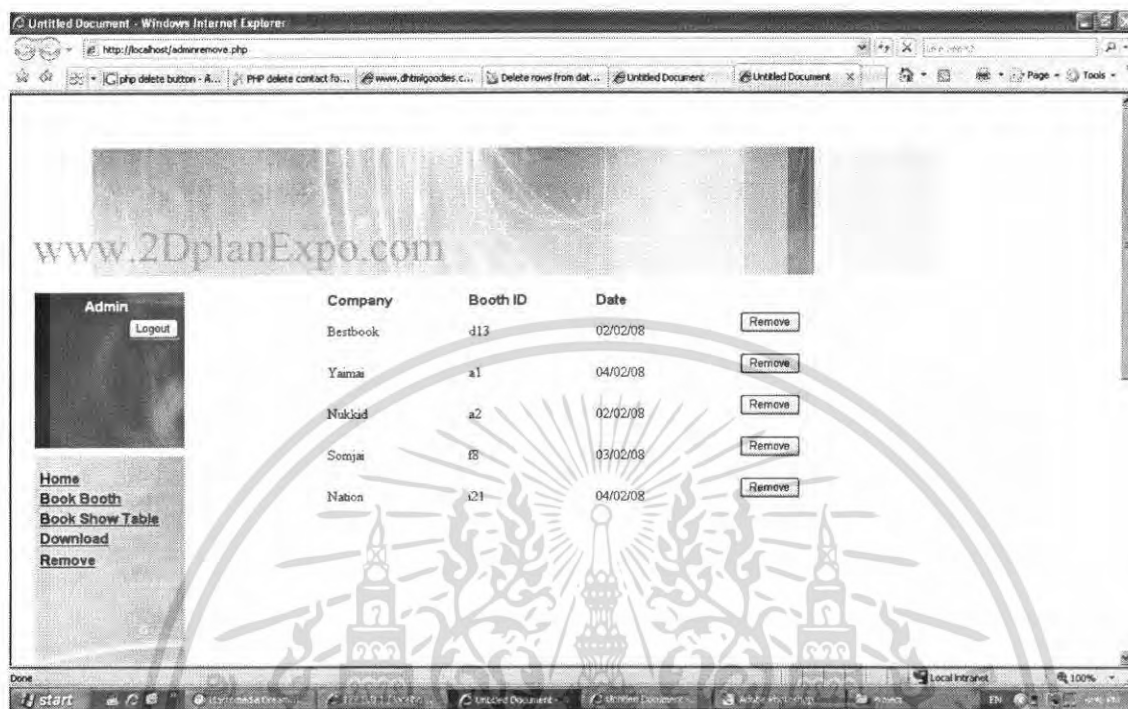 Untitled Document - Windows Internet Explorer
http://localhost/adminremove.php
php delete button - A... PHP delete contact fo... www.dhtmlgoodies.c... Delete rows from dat... Untitled Document Untitled Document Page Tools
www.2DplanExpo.com
Admin
Logout
Home
Book Booth
Book Show Table
Download
Remove
Company Booth ID Date
Bestbook d13 02/02/08 Remove
Yaimai a1 04/02/08 Remove
Nukkid a2 02/02/08 Remove
Somjai f8 03/02/08 Remove
Nation i21 04/02/08 Remove
Done Local intranet 100%
start Untitled Document - EN